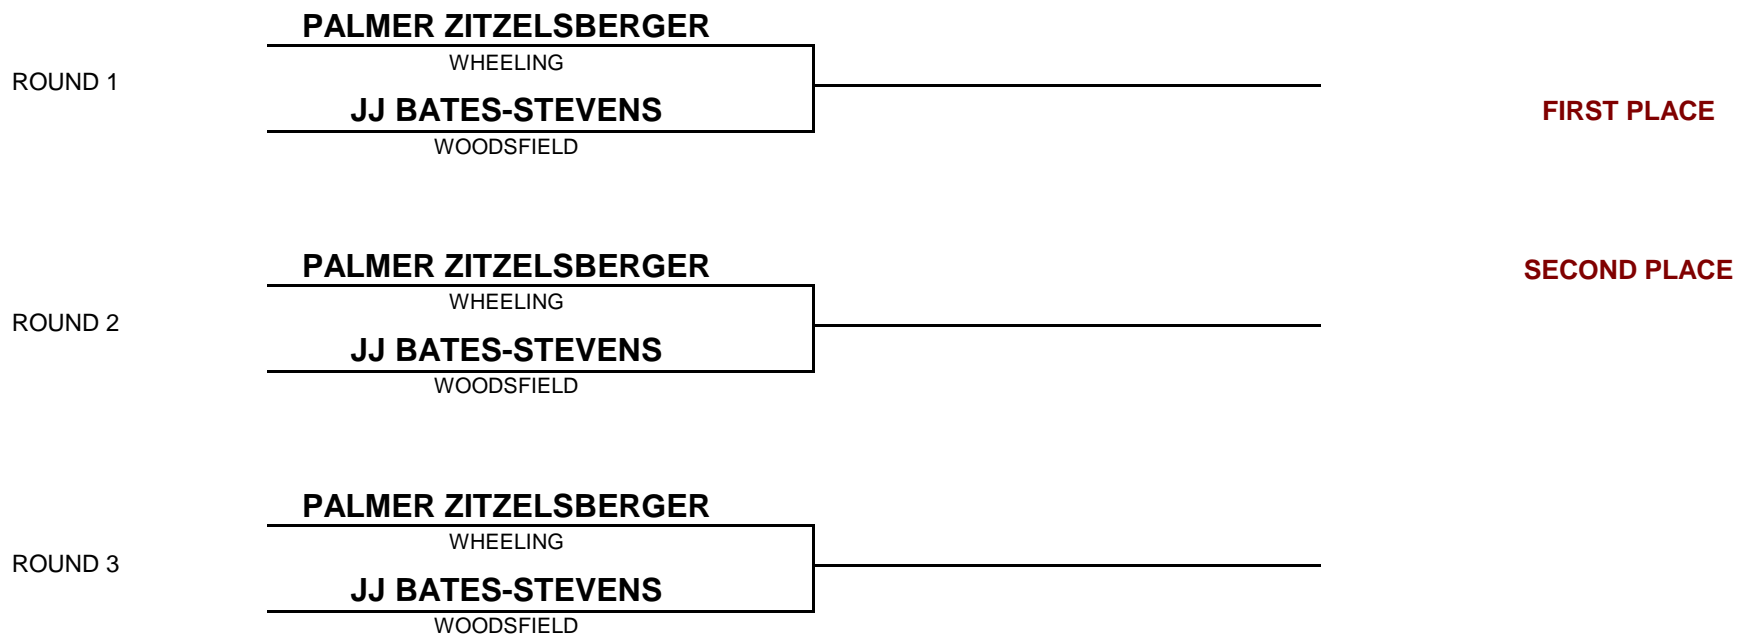 PALMER ZITZELSBERGER
WHEELING
ROUND 1
JJ BATES-STEVENS
FIRST PLACE
WOODSFIELD
PALMER ZITZELSBERGER
SECOND PLACE
WHEELING
ROUND 2
JJ BATES-STEVENS
WOODSFIELD
PALMER ZITZELSBERGER
WHEELING
ROUND 3
JJ BATES-STEVENS
WOODSFIELD